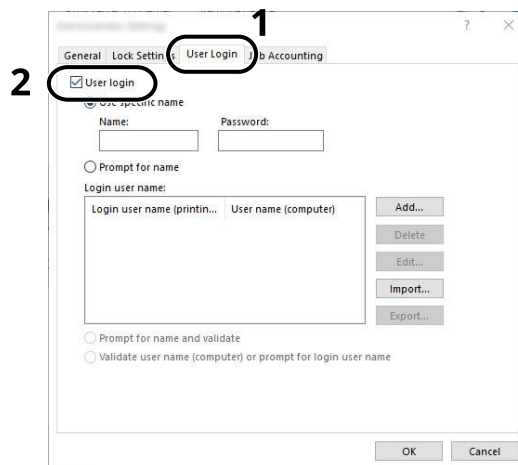 1
?
General Lock Settings User Login Job Accounting
2
User login
Use specific name
Name: Password:
Prompt for name
Login user name:
Login user name (printin... User name (computer)
Add...
Delete
Edit...
Import...
Export...
Prompt for name and validate
Validate user name (computer) or prompt for login user name
OK Cancel